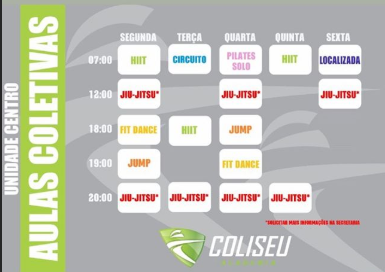 UNIDADE CENTRO
AULAS COLETIVAS
SEGUNDA TERÇA QUARTA QUINTA SEXTA
07:00 HIIT CIRCUITO PILATES SOLO HIIT LOCALIZADA
12:00 JIU-JITSU* JIU-JITSU* JIU-JITSU*
18:00 FIT DANCE HIIT JUMP
19:00 JUMP FIT DANCE
20:00 JIU-JITSU* JIU-JITSU* JIU-JITSU* JIU-JITSU*
*SOLICITAR MAIS INFORMAÇÕES NA SECRETARIA
COLISEU